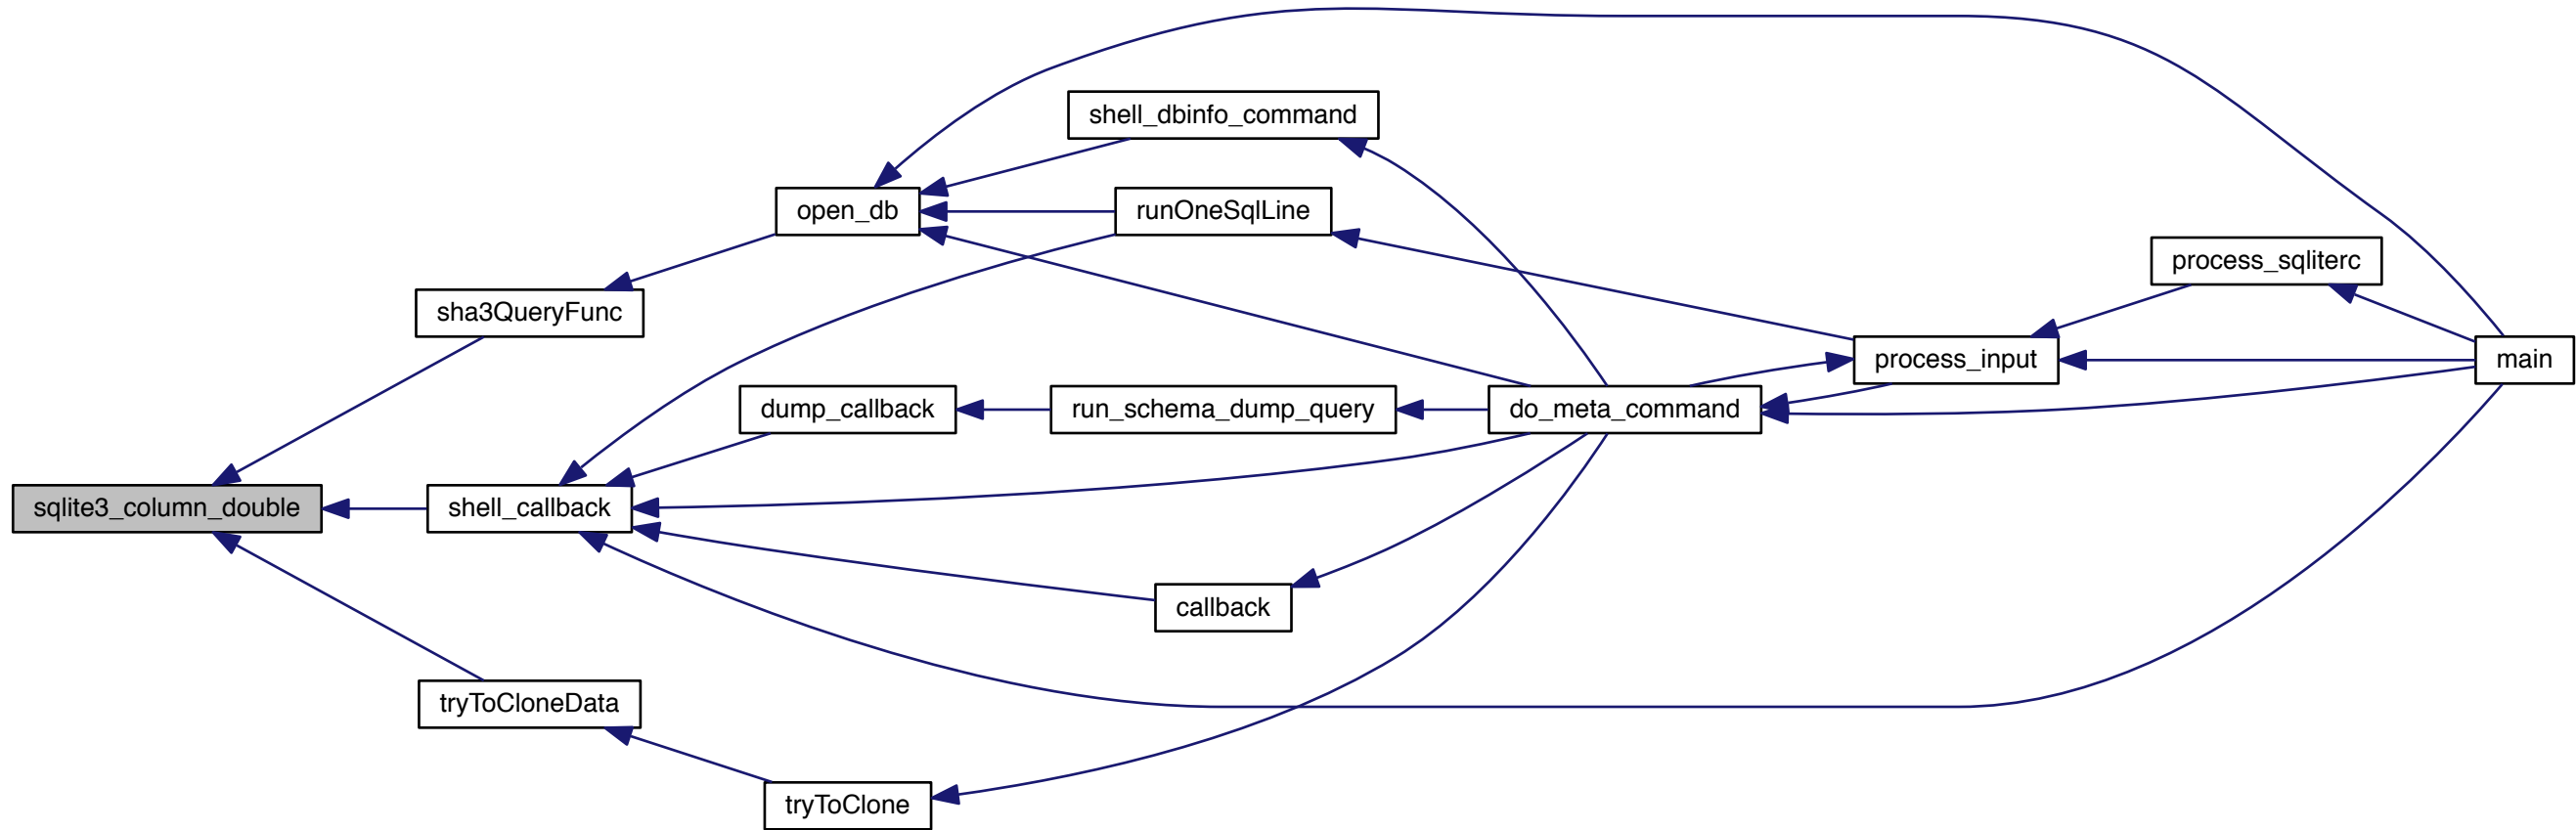 shell_dbinfo_command
open_db
runOneSqlLine
process_sqliterc
sha3QueryFunc
process_input
main
dump_callback
run_schema_dump_query
do_meta_command
sqlite3_column_double
shell_callback
callback
tryToCloneData
tryToClone